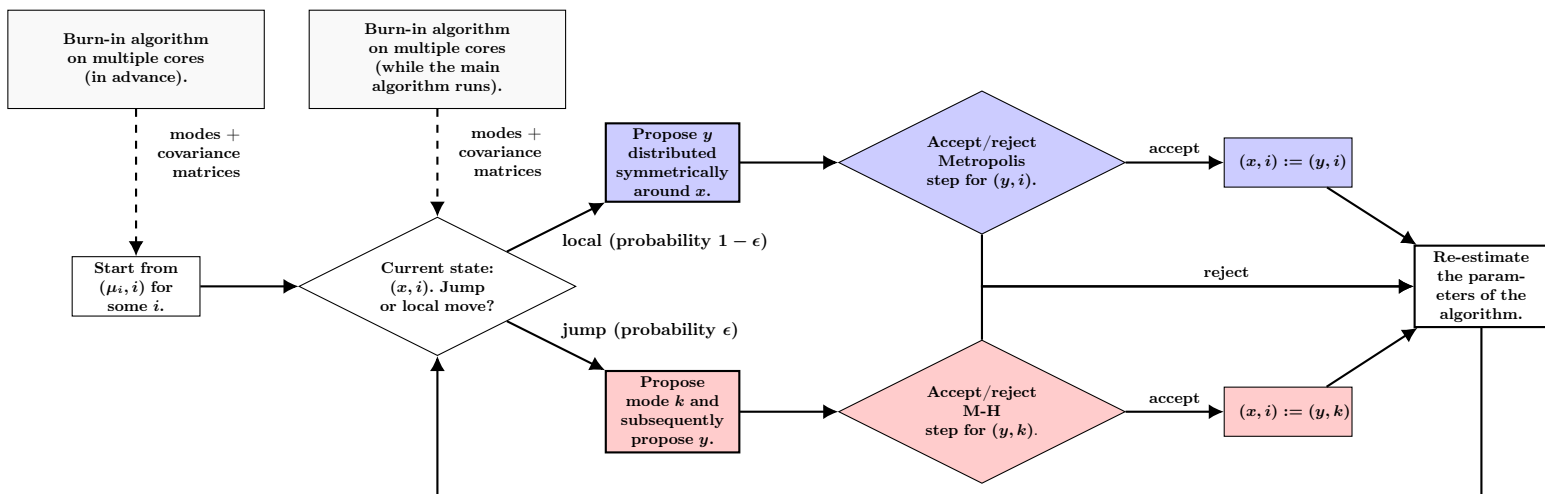 Burn-in algorithm
on multiple cores
(in advance).
Burn-in algorithm
on multiple cores
(while the main
algorithm runs).
modes +
covariance
matrices
modes +
covariance
matrices
Start from
(μᵢ, i) for
some i.
Current state:
(x, i). Jump
or local move?
local (probability 1 − ϵ)
jump (probability ϵ)
Propose y
distributed
symmetrically
around x.
Accept/reject
Metropolis
step for (y, i).
accept
(x, i) := (y, i)
reject
Re-estimate
the param-
eters of the
algorithm.
Propose
mode k and
subsequently
propose y.
Accept/reject
M-H
step for (y, k).
accept
(x, i) := (y, k)